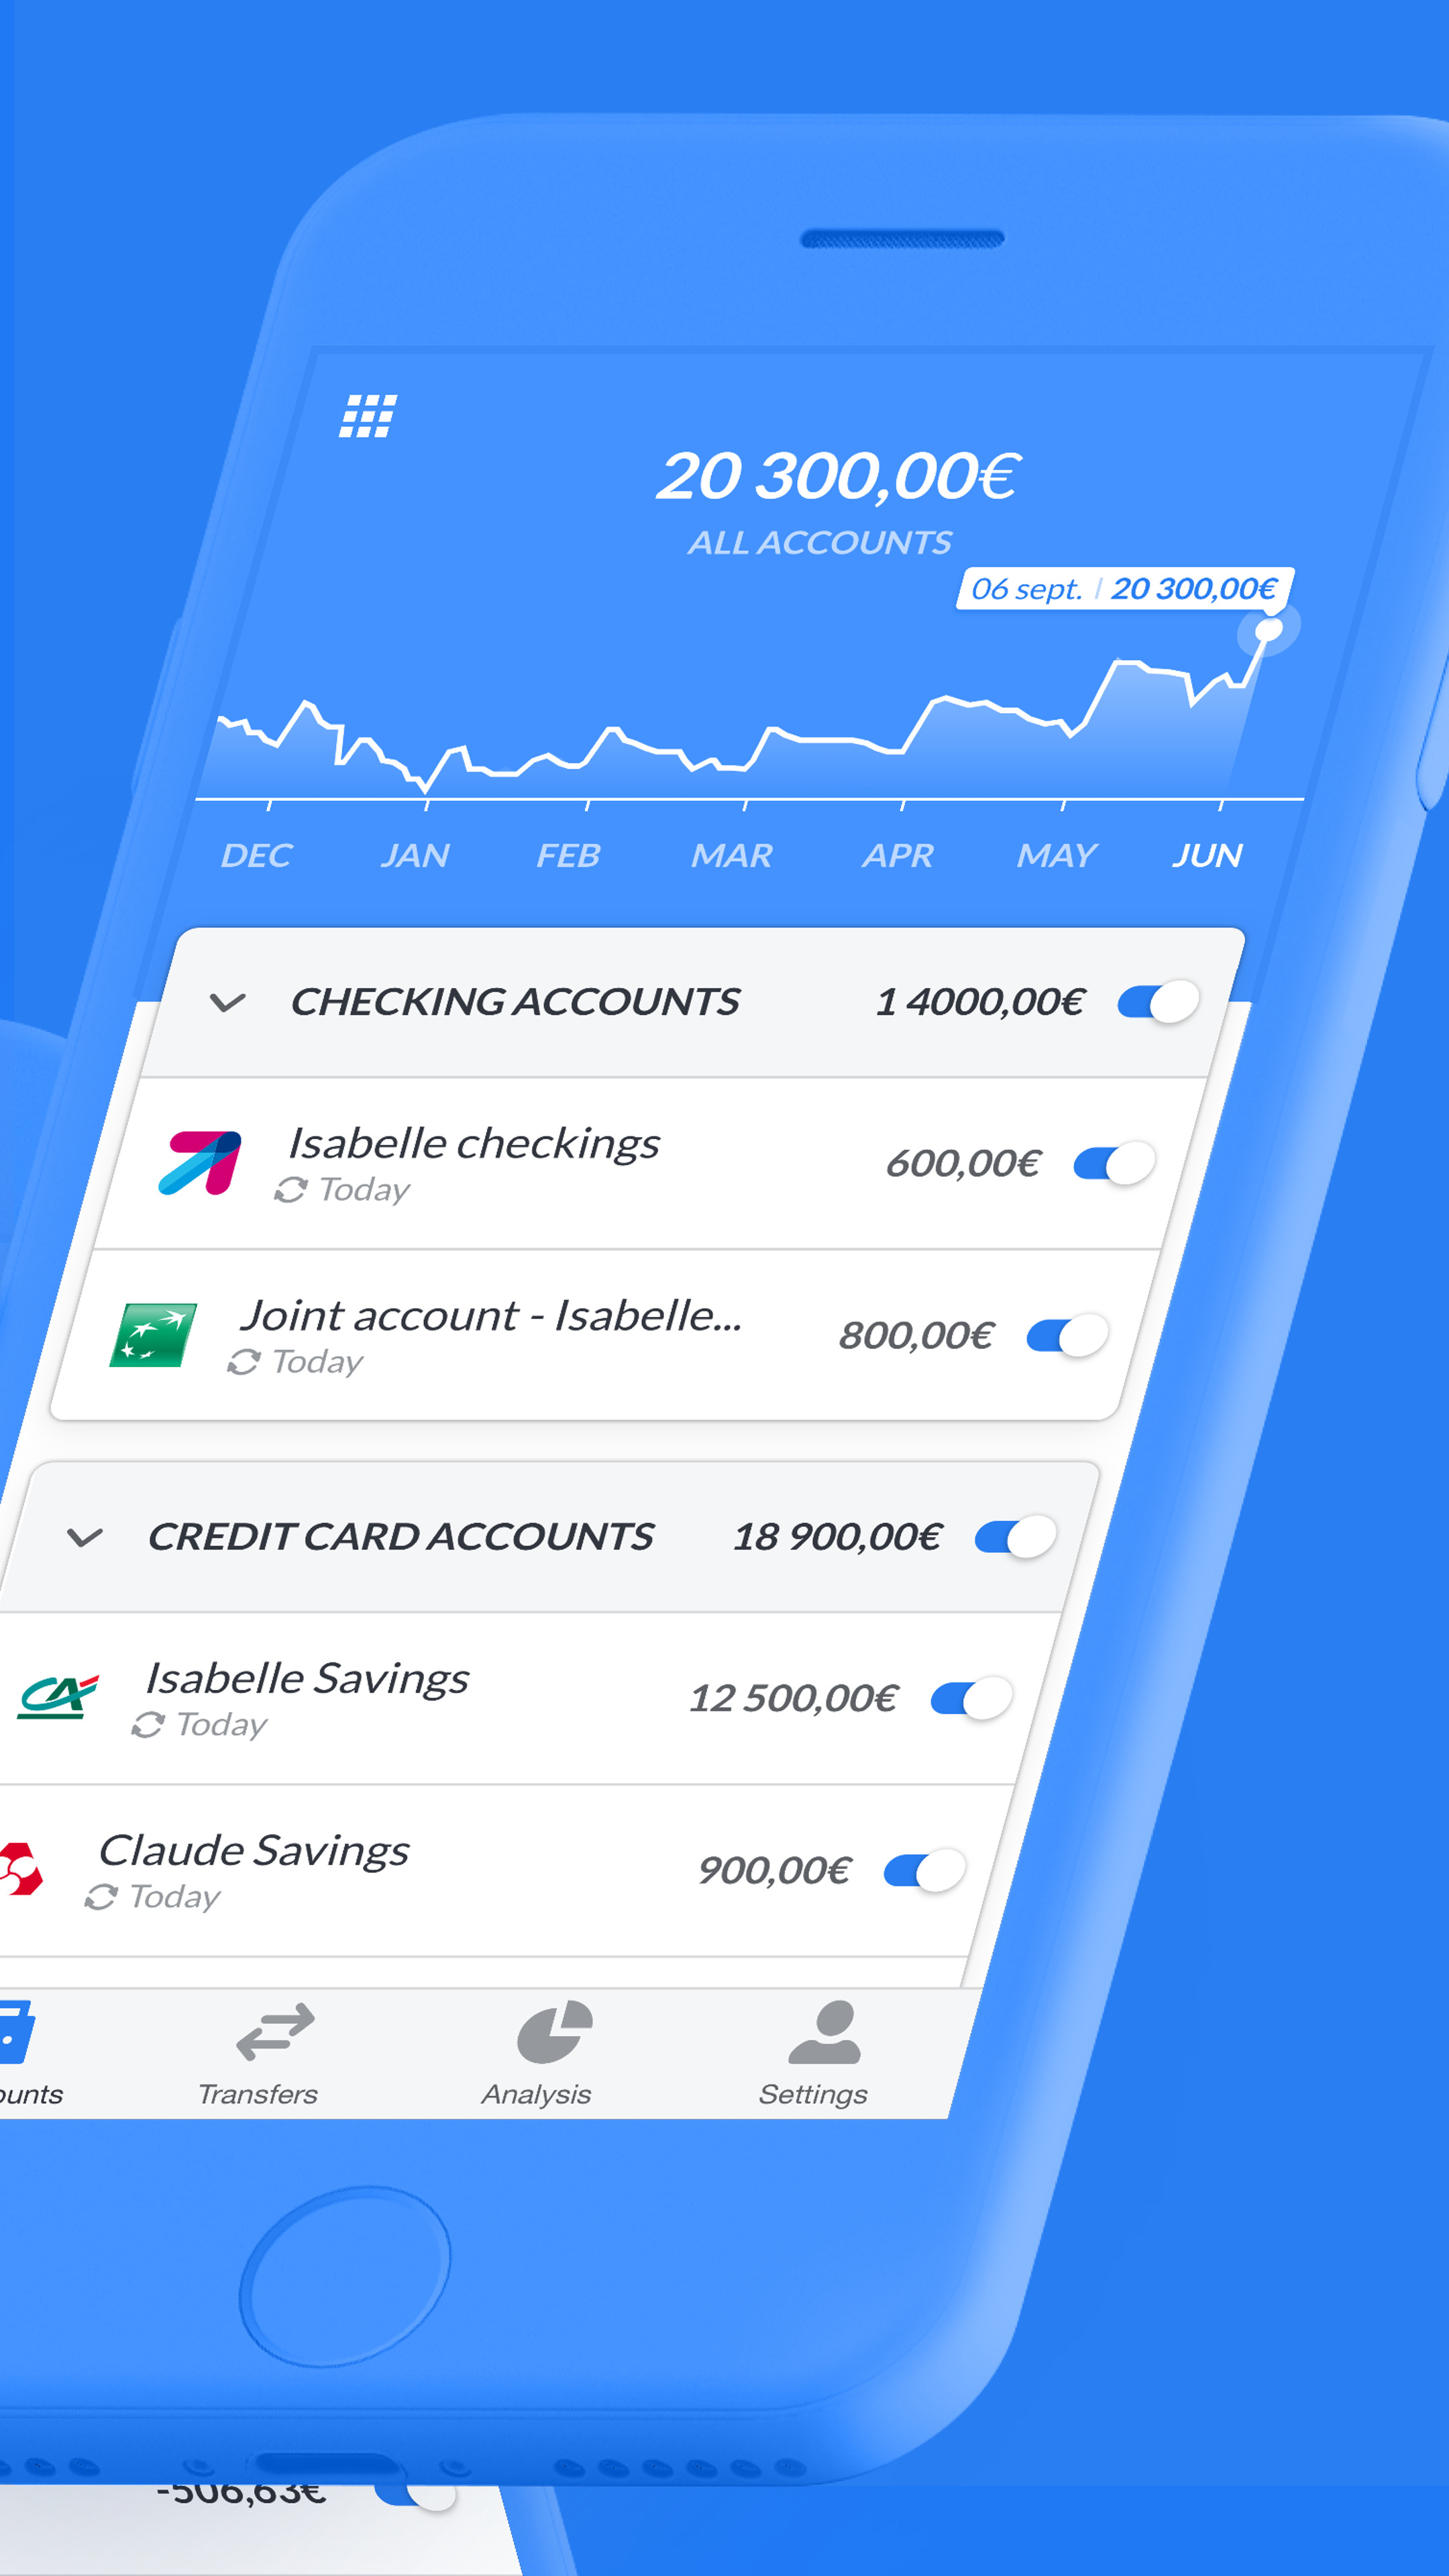 20 300,00€
ALL ACCOUNTS
06 sept. | 20 300,00€
DEC JAN FEB MAR APR MAY JUN
CHECKING ACCOUNTS 1 4000,00€
Isabelle checkings 600,00€
Today
Joint account - Isabelle... 800,00€
Today
CREDIT CARD ACCOUNTS 18 900,00€
CA Isabelle Savings 12 500,00€
Today
Claude Savings 900,00€
Today
ounts Transfers Analysis Settings
-506,63€